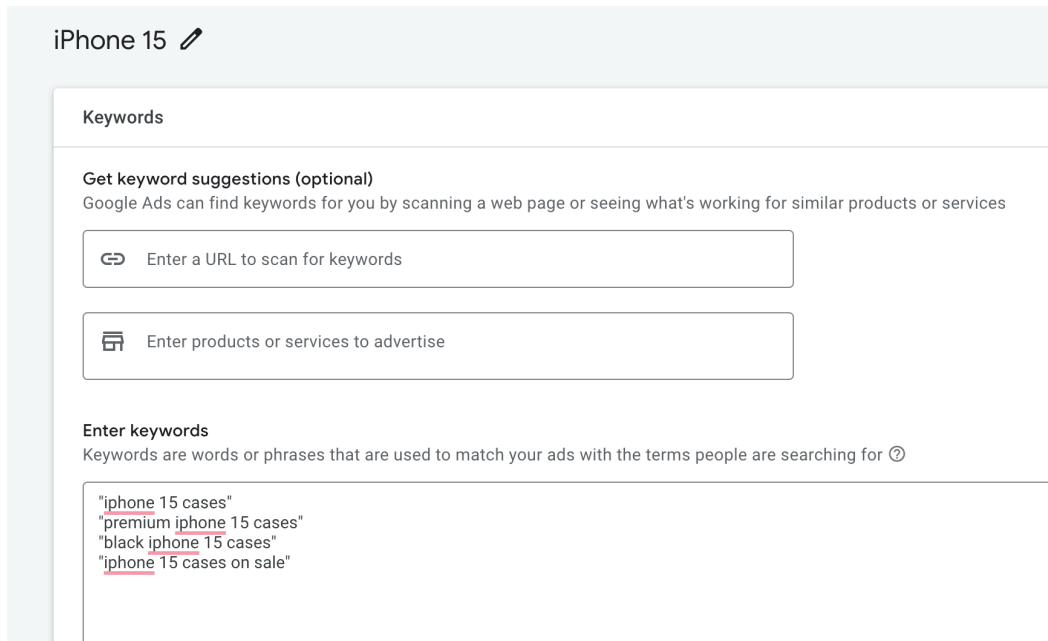 iPhone 15
Keywords
Get keyword suggestions (optional)
Google Ads can find keywords for you by scanning a web page or seeing what's working for similar products or services
Enter a URL to scan for keywords
Enter products or services to advertise
Enter keywords
Keywords are words or phrases that are used to match your ads with the terms people are searching for ?
"iphone 15 cases"
"premium iphone 15 cases"
"black iphone 15 cases"
"iphone 15 cases on sale"